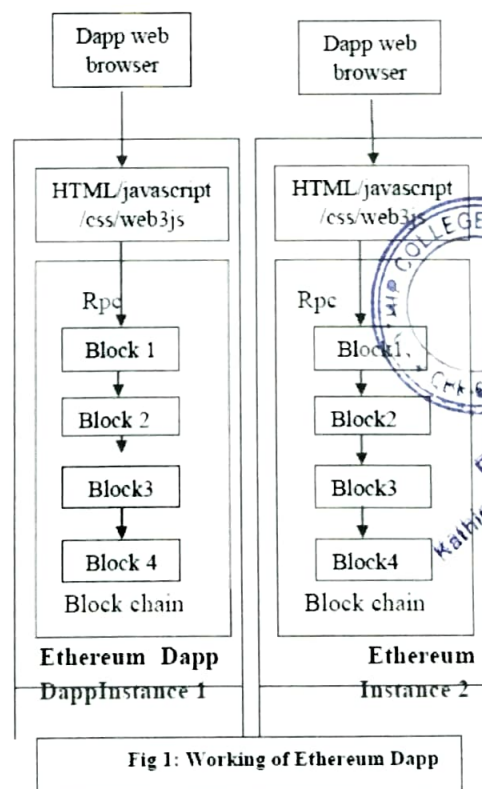 Dapp web
browser
HTML/javascript
/css/web3js
Rpc
Block 1
Block 2
Block3
Block 4
Block chain
Ethereum Dapp
DappInstance 1
Dapp web
browser
HTML/javascript
/css/web3js
Rpc
Block1
Block2
Block3
Block4
Block chain
Ethereum
Instance 2
COLLEGE
Fig 1: Working of Ethereum Dapp